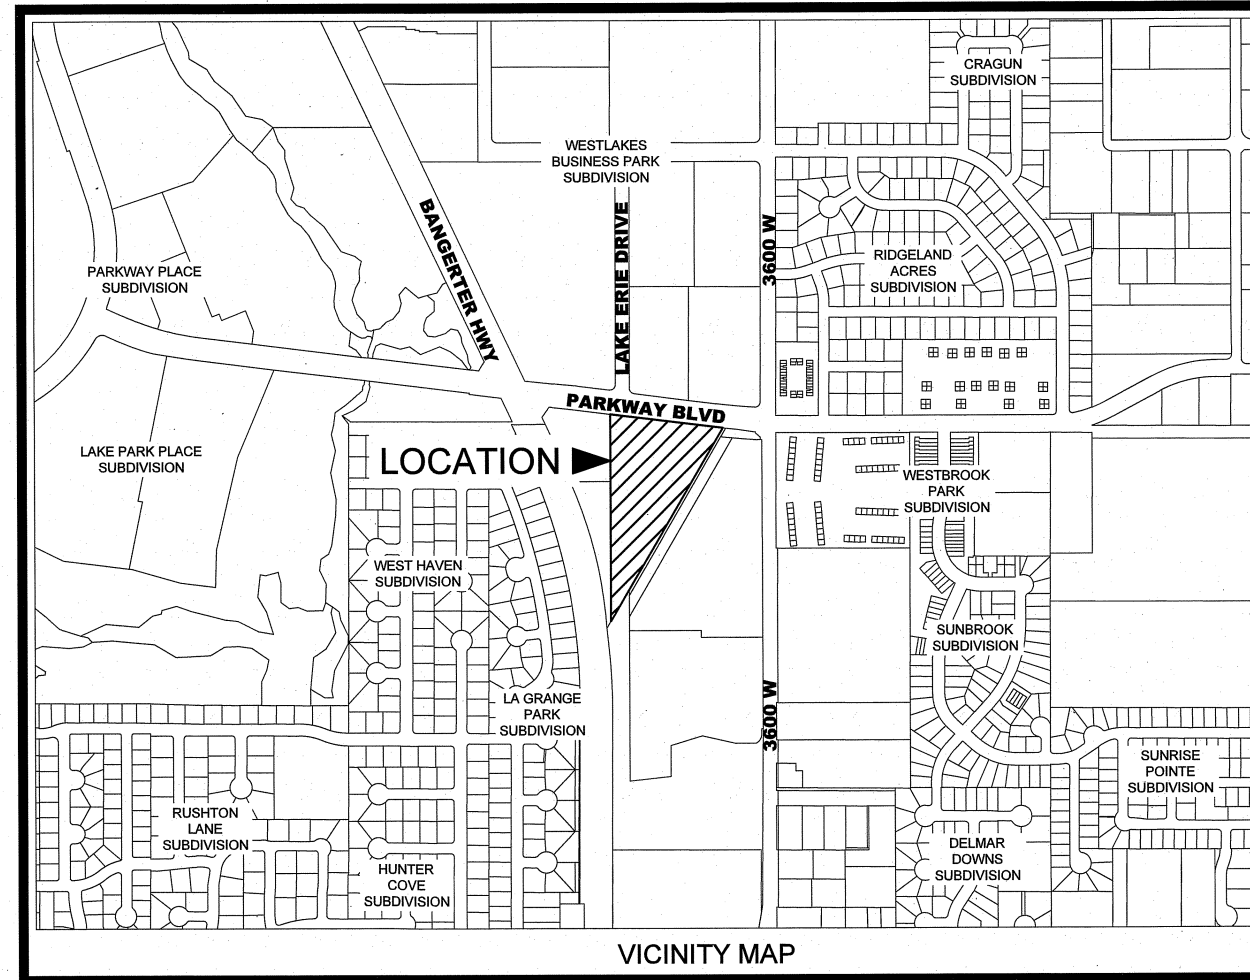 CRAGUN
SUBDIVISION
WESTLAKES
BUSINESS PARK
SUBDIVISION
BANGERTER HWY
LAKE ERIE DRIVE
3600 W
RIDGELAND
ACRES
SUBDIVISION
PARKWAY PLACE
SUBDIVISION
PARKWAY BLVD
LAKE PARK PLACE
SUBDIVISION
LOCATION
WESTBROOK
PARK
SUBDIVISION
WEST HAVEN
SUBDIVISION
SUNBROOK
SUBDIVISION
LA GRANGE
PARK
SUBDIVISION
3600 W
SUNRISE
POINTE
SUBDIVISION
RUSHTON
LANE
SUBDIVISION
HUNTER
COVE
SUBDIVISION
DELMAR
DOWNS
SUBDIVISION
VICINITY MAP